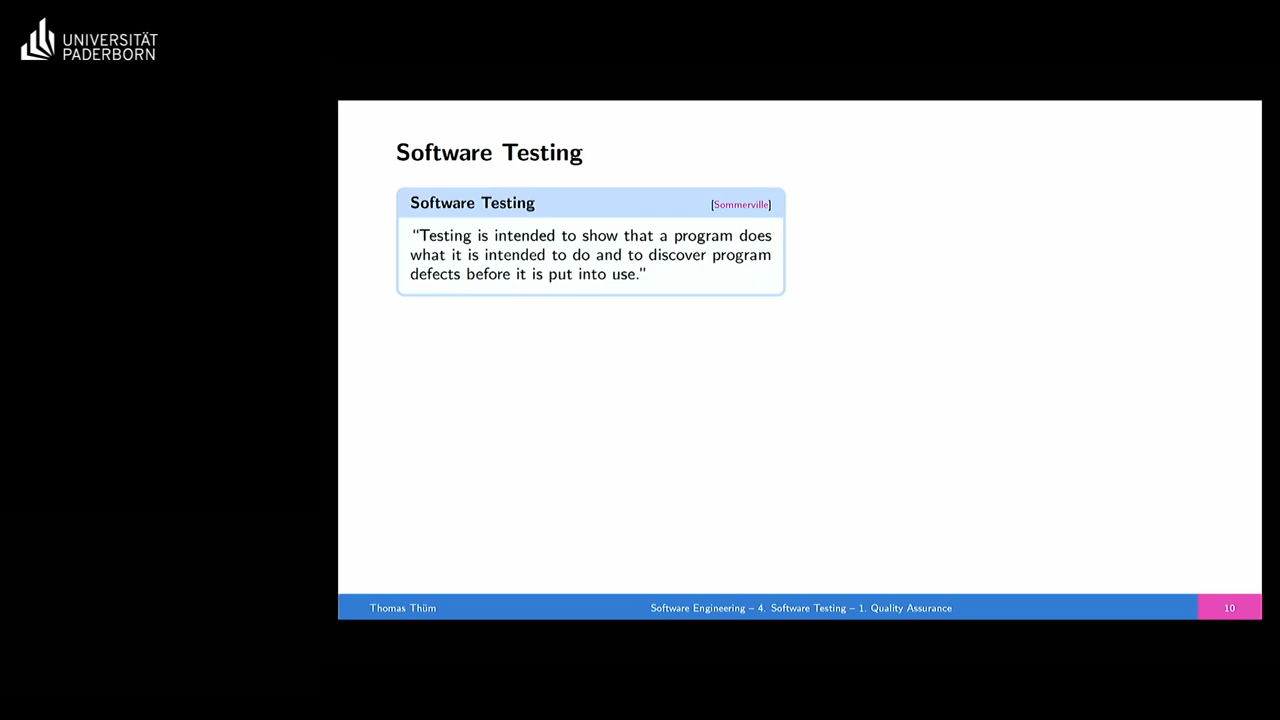 UNIVERSITÄT
PADERBORN
Software Testing
Software Testing [Sommerville]
“Testing is intended to show that a program does
what it is intended to do and to discover program
defects before it is put into use.”
Thomas Thüm Software Engineering – 4. Software Testing – 1. Quality Assurance 10